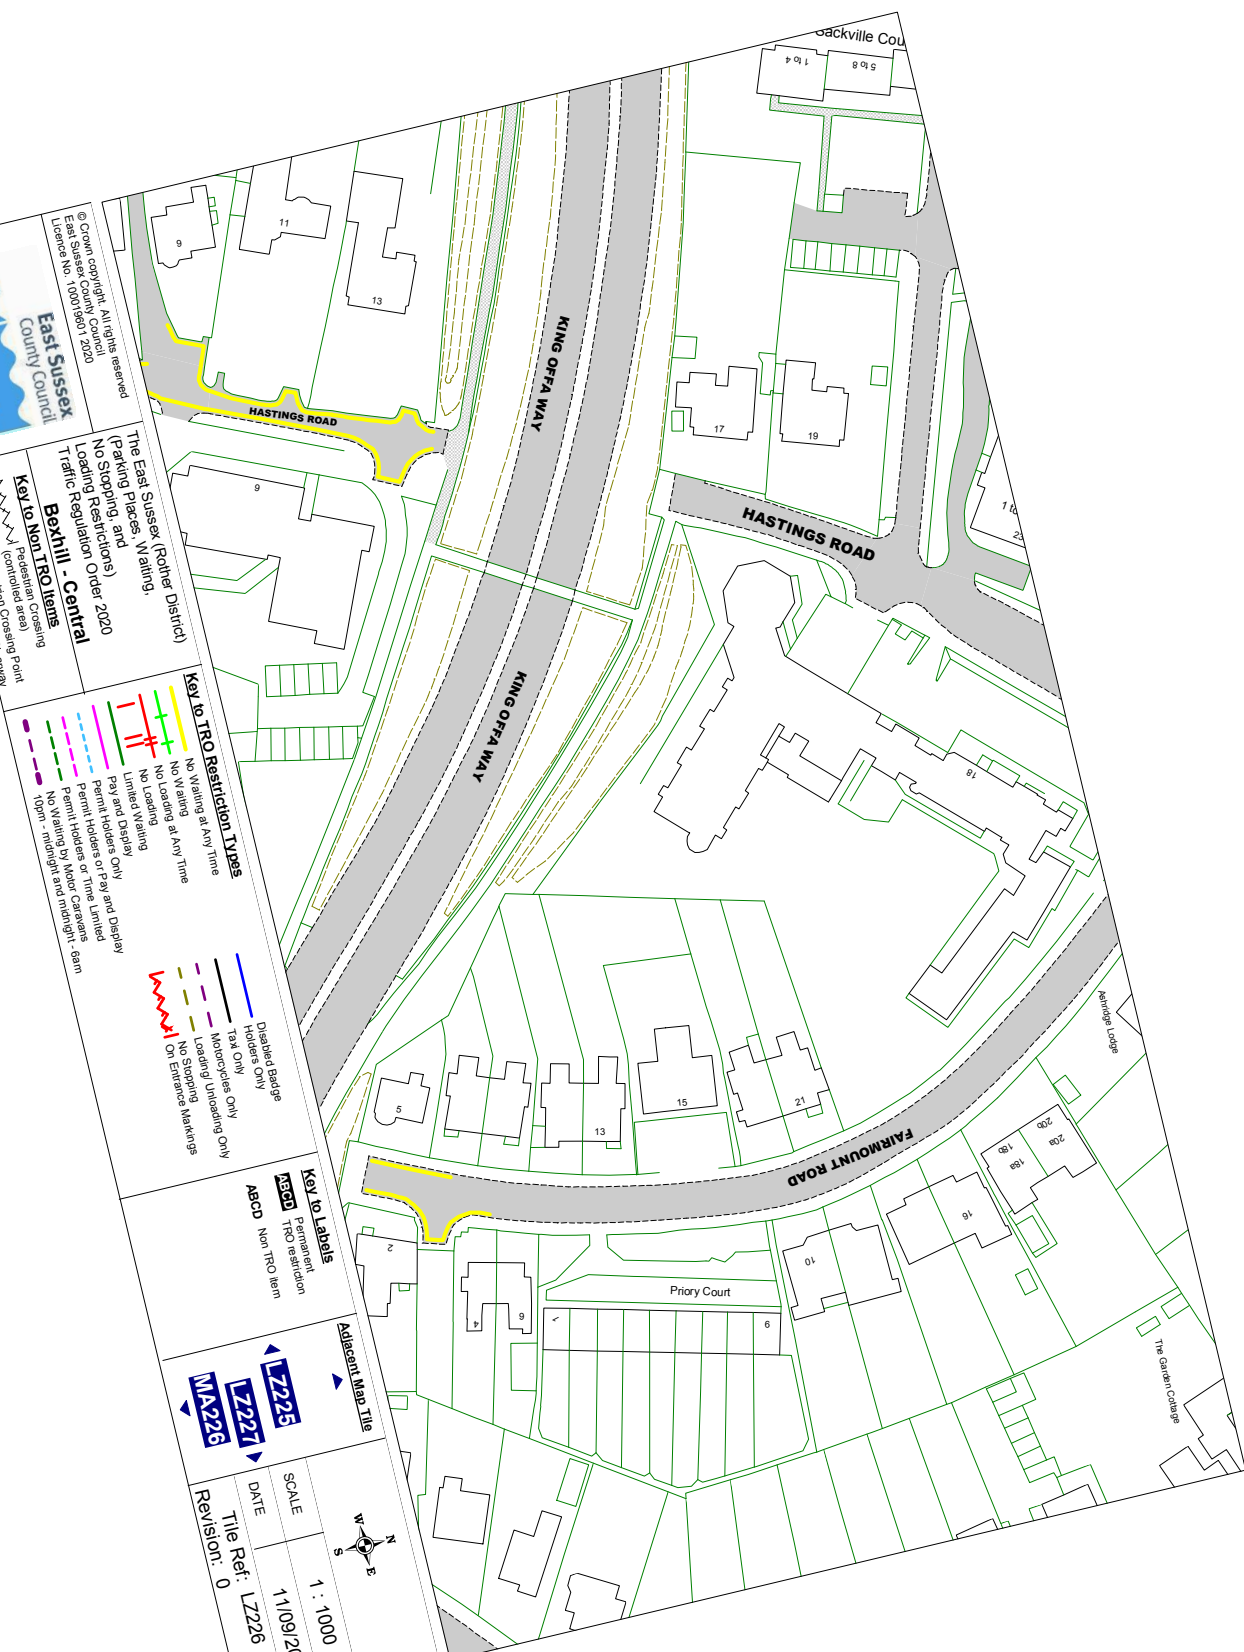 Sackville Cou
1 to 4
5 to 8
9
11
13
KING OFFA WAY
17
19
HASTINGS ROAD
HASTINGS ROAD
9
KING OFFA WAY
18
Ashridge Lodge
5
13
15
21
FAIRMOUNT ROAD
20b
20a
18b
18a
16
10
2
4
6
Priory Court
9
The Garden Cottage
© Crown copyright. All rights reserved
East Sussex County Council
Licence No. 100019601 2020
East Sussex
County Council
The East Sussex (Rother District)
(Parking Places, Waiting,
No Stopping, and
Loading Restrictions)
Traffic Regulation Order 2020
Bexhill - Central
Key to Non TRO Items
Pedestrian Crossing
(controlled area)
Crossing Point
Key to TRO Restriction Types
No Waiting at Any Time
No Waiting
No Loading at Any Time
No Loading
Limited Waiting
Pay and Display
Permit Holders Only
Permit Holders or Pay and Display
Permit Holders or Time Limited
No Waiting by Motor Caravans
10pm - midnight and midnight - 6am
Disabled Badge
Holders Only
Taxi Only
Motorcycles Only
Loading/ Unloading Only
No Stopping
On Entrance Markings
Key to Labels
ABCD Permanent
TRO restriction
ABCD Non TRO item
Adjacent Map Tile
LZ225
LZ227
MA226
N
E
S
W
SCALE 1 : 1000
DATE 11/09/20
Tile Ref: LZ226
Revision: 0